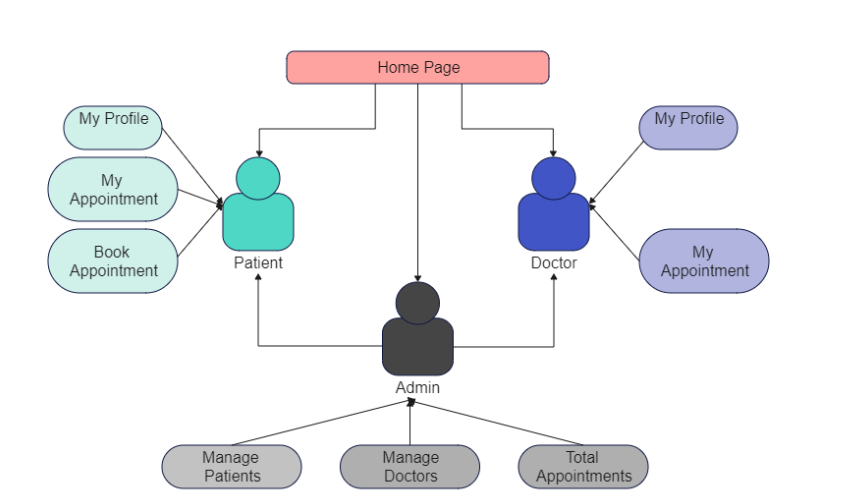 Home Page
My Profile
My
Appointment
Book
Appointment
Patient
Doctor
My Profile
My
Appointment
Admin
Manage
Patients
Manage
Doctors
Total
Appointments